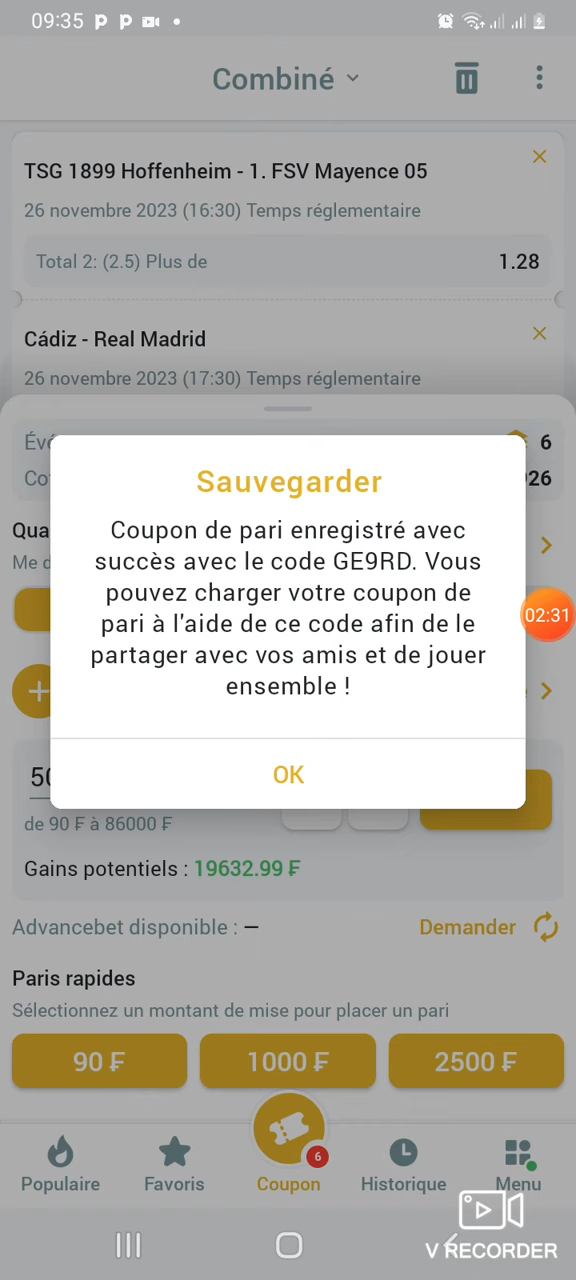 09:35
Combiné
TSG 1899 Hoffenheim - 1. FSV Mayence 05
26 novembre 2023 (16:30) Temps réglementaire
Total 2: (2.5) Plus de 1.28
Cádiz - Real Madrid
26 novembre 2023 (17:30) Temps réglementaire
6
Sauvegarder
Coupon de pari enregistré avec
succès avec le code GE9RD. Vous
pouvez charger votre coupon de
pari à l'aide de ce code afin de le
partager avec vos amis et de jouer
ensemble !
OK
02:31
de 90 ₣ à 86000 ₣
Gains potentiels : 19632.99 ₣
Advancebet disponible : —
Demander
Paris rapides
Sélectionnez un montant de mise pour placer un pari
90 ₣ 1000 ₣ 2500 ₣
6
Populaire Favoris Coupon Historique Menu
V RECORDER